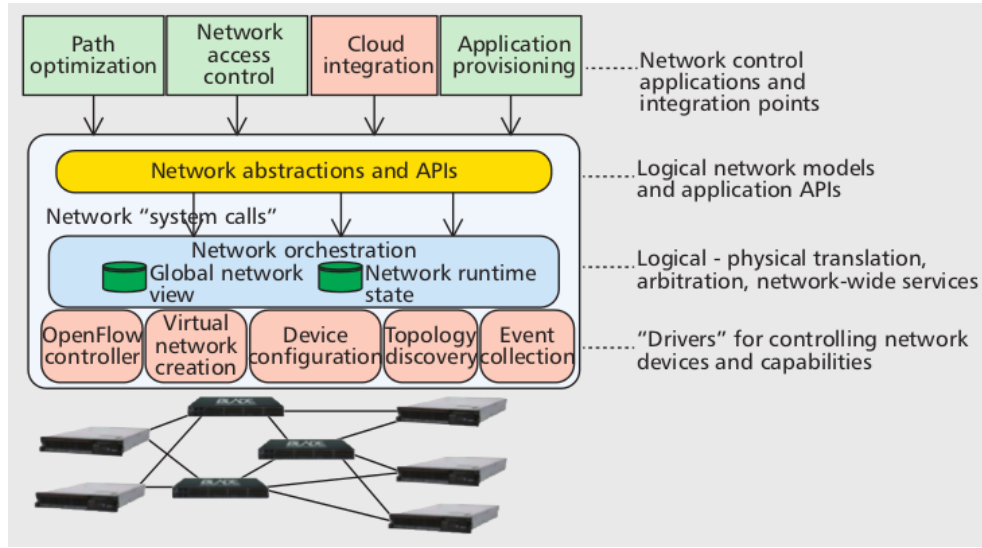 Path
optimization
Network
access
control
Cloud
integration
Application
provisioning
Network control
applications and
integration points
Network abstractions and APIs
Logical network models
and application APIs
Network “system calls”
Network orchestration
Global network
view
Network runtime
state
Logical - physical translation,
arbitration, network-wide services
OpenFlow
controller
Virtual
network
creation
Device
configuration
Topology
discovery
Event
collection
“Drivers” for controlling network
devices and capabilities